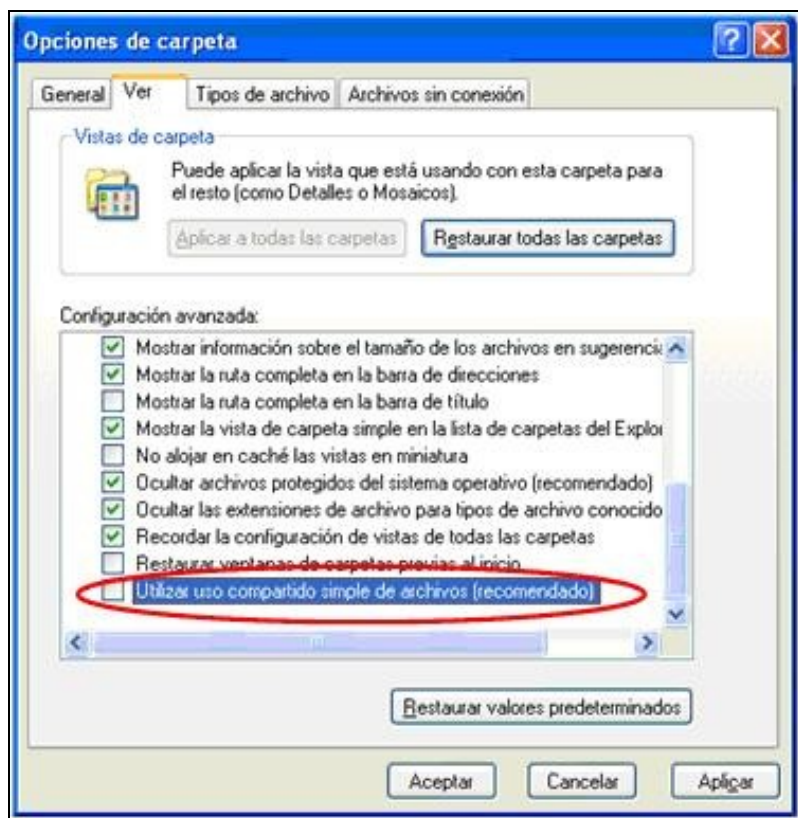 Opciones de carpeta
General Ver Tipos de archivo Archivos sin conexión
Vistas de carpeta
Puede aplicar la vista que está usando con esta carpeta para
el resto (como Detalles o Mosaicos).
Aplicar a todas las carpetas Restaurar todas las carpetas
Configuración avanzada:
Mostrar información sobre el tamaño de los archivos en sugerencia
Mostrar la ruta completa en la barra de direcciones
Mostrar la ruta completa en la barra de título
Mostrar la vista de carpeta simple en la lista de carpetas del Explor
No alojar en caché las vistas en miniatura
Ocultar archivos protegidos del sistema operativo (recomendado)
Ocultar las extensiones de archivo para tipos de archivo conocido
Recordar la configuración de vistas de todas las carpetas
Restaurar ventanas de carpetas previas al inicio
Utilizar uso compartido simple de archivos (recomendado)
Restaurar valores predeterminados
Aceptar Cancelar Aplicar